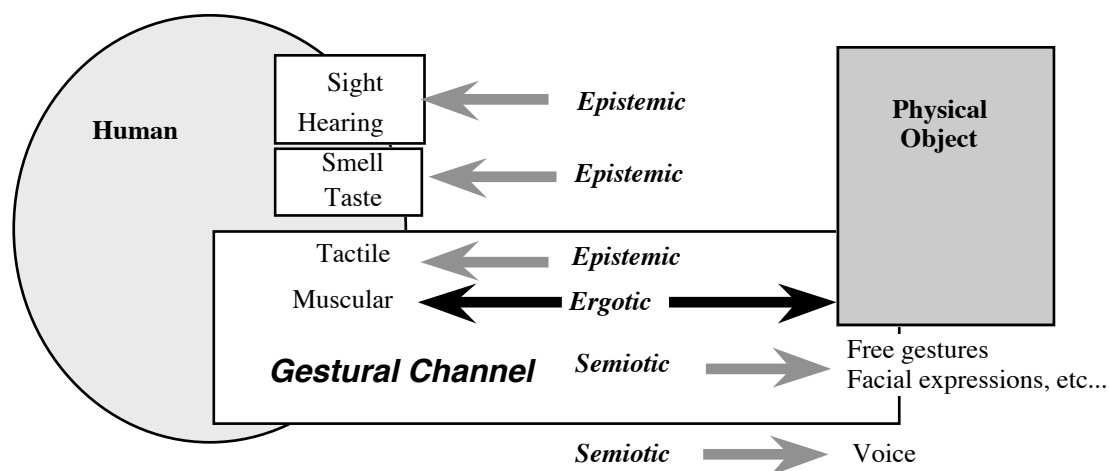 Sight
Hearing
Epistemic
Human
Physical
Object
Smell
Taste
Epistemic
Tactile
Epistemic
Muscular
Ergotic
Gestural Channel
Semiotic
Free gestures
Facial expressions, etc...
Semiotic
Voice